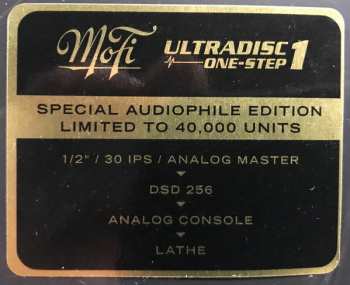 MoFi ULTRADISC ONE-STEP 1
SPECIAL AUDIOPHILE EDITION
LIMITED TO 40,000 UNITS
1/2" / 30 IPS / ANALOG MASTER
DSD 256
ANALOG CONSOLE
LATHE